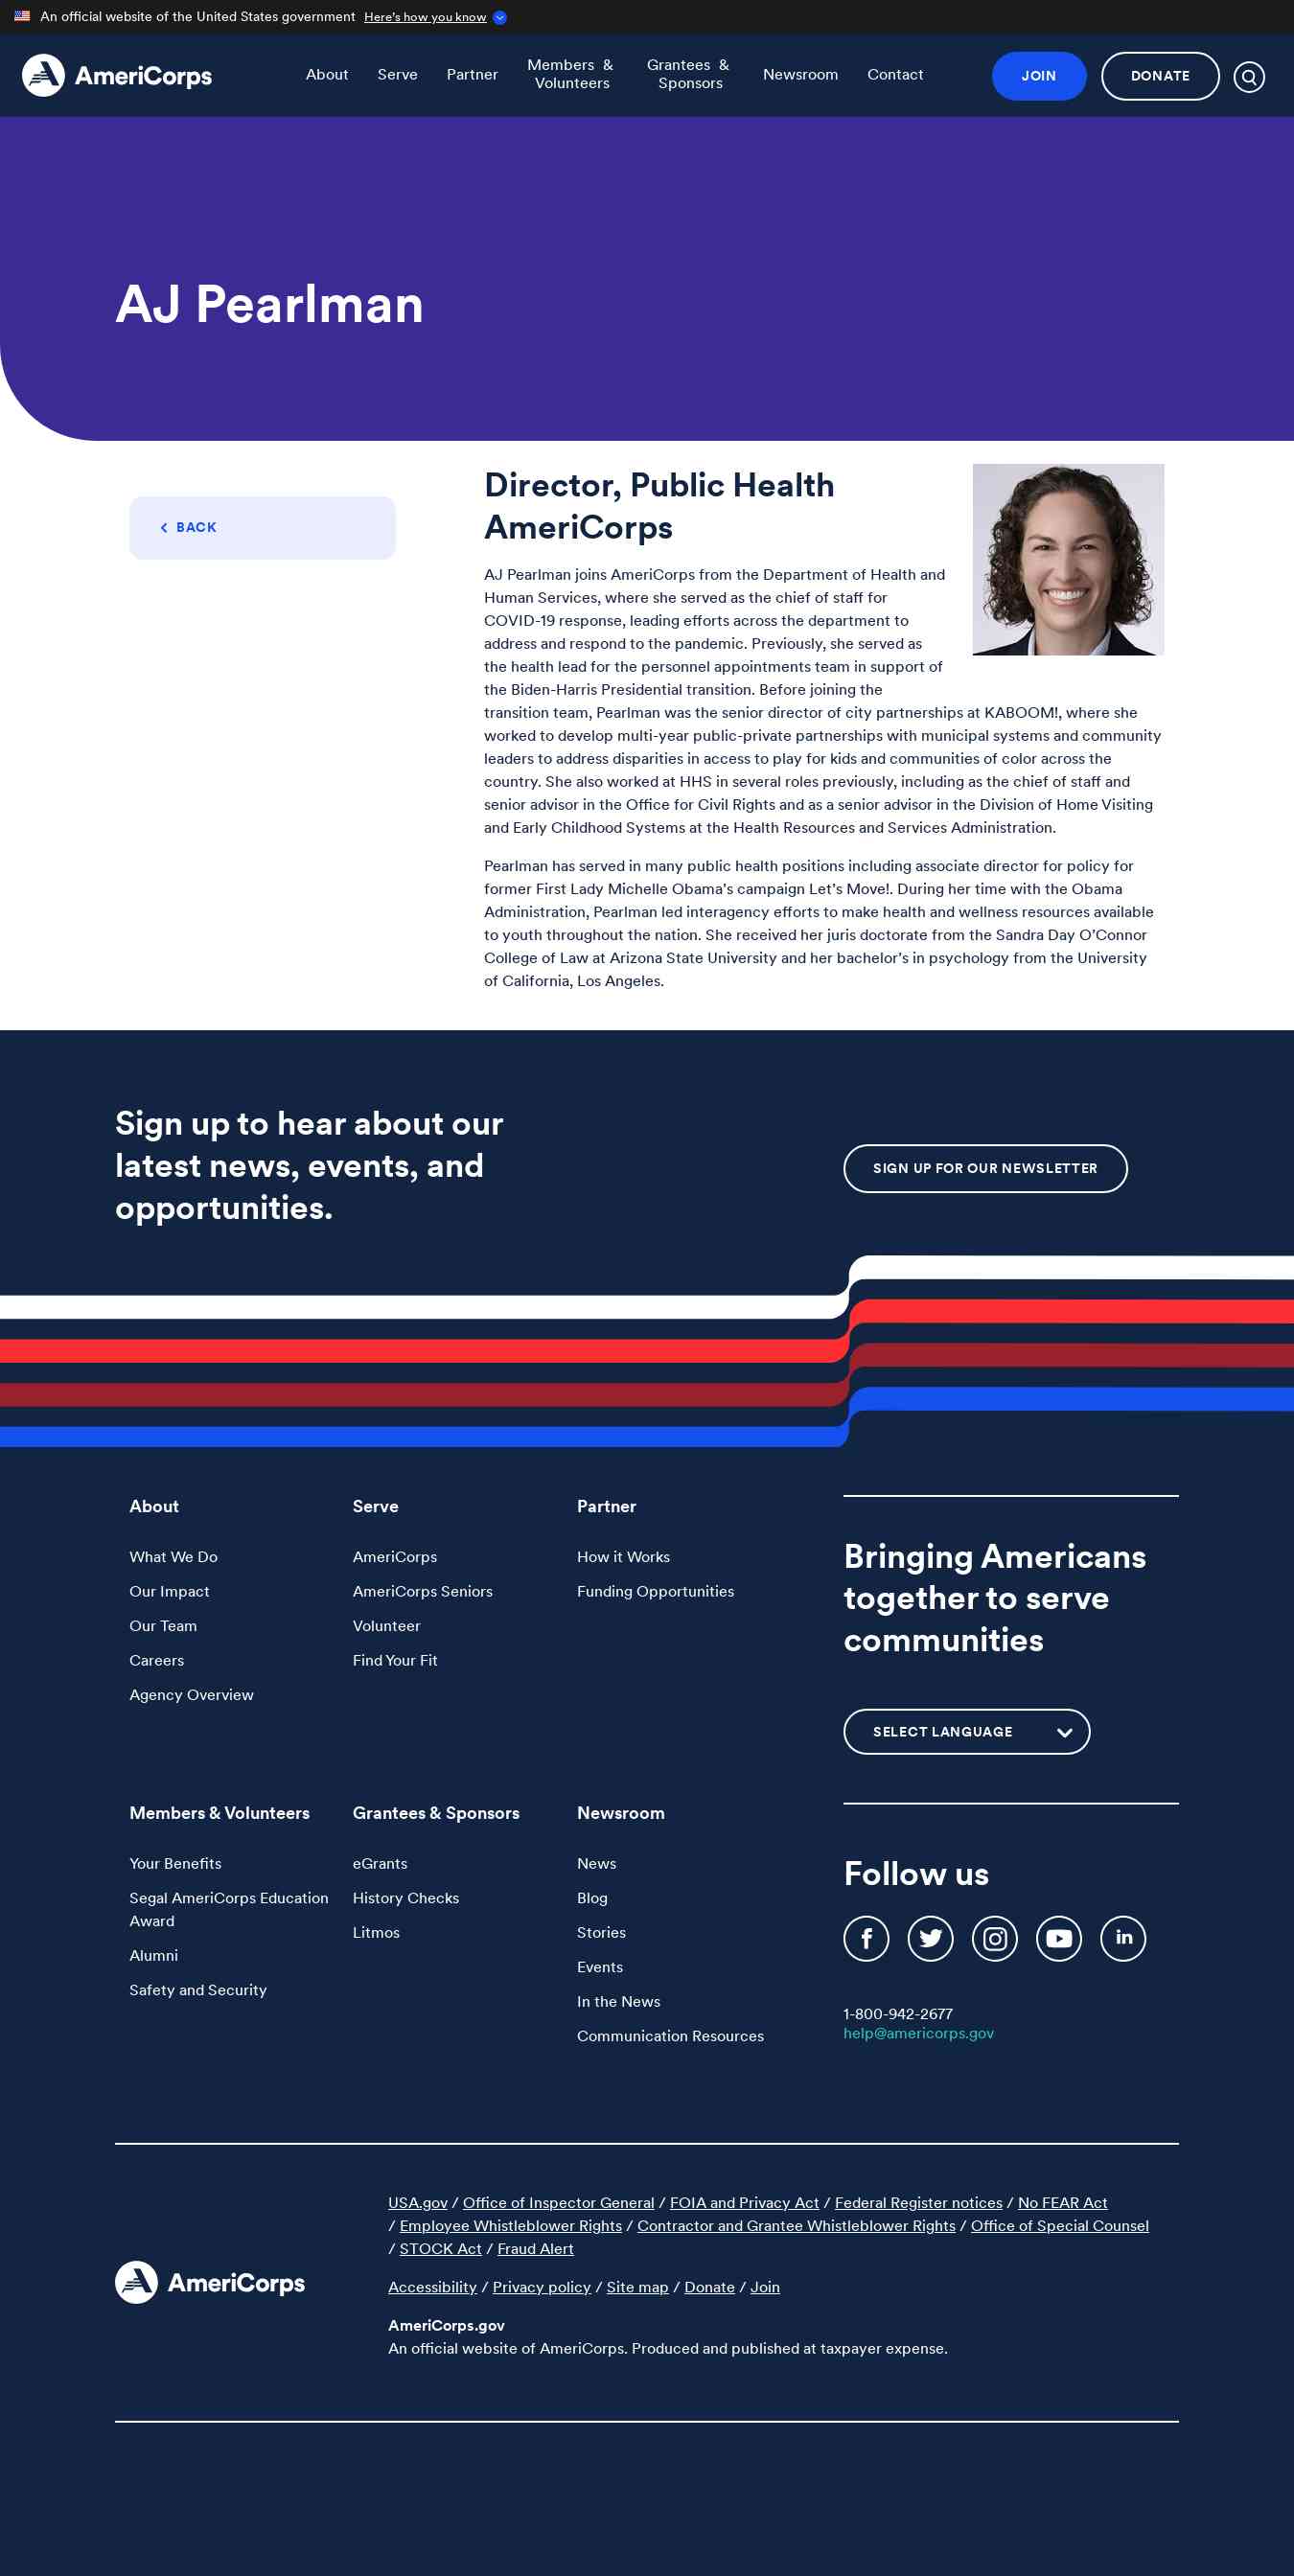 An official website of the United States government Here's how you know
AmeriCorps
About Serve Partner Members & Volunteers Grantees & Sponsors Newsroom Contact
JOIN DONATE
AJ Pearlman
BACK
Director, Public Health
AmeriCorps
AJ Pearlman joins AmeriCorps from the Department of Health and
Human Services, where she served as the chief of staff for
COVID-19 response, leading efforts across the department to
address and respond to the pandemic. Previously, she served as
the health lead for the personnel appointments team in support of
the Biden-Harris Presidential transition. Before joining the
transition team, Pearlman was the senior director of city partnerships at KABOOM!, where she
worked to develop multi-year public-private partnerships with municipal systems and community
leaders to address disparities in access to play for kids and communities of color across the
country. She also worked at HHS in several roles previously, including as the chief of staff and
senior advisor in the Office for Civil Rights and as a senior advisor in the Division of Home Visiting
and Early Childhood Systems at the Health Resources and Services Administration.
Pearlman has served in many public health positions including associate director for policy for
former First Lady Michelle Obama's campaign Let's Move!. During her time with the Obama
Administration, Pearlman led interagency efforts to make health and wellness resources available
to youth throughout the nation. She received her juris doctorate from the Sandra Day O'Connor
College of Law at Arizona State University and her bachelor's in psychology from the University
of California, Los Angeles.
Sign up to hear about our
latest news, events, and
opportunities.
SIGN UP FOR OUR NEWSLETTER
About
What We Do
Our Impact
Our Team
Careers
Agency Overview
Serve
AmeriCorps
AmeriCorps Seniors
Volunteer
Find Your Fit
Partner
How it Works
Funding Opportunities
Bringing Americans
together to serve
communities
SELECT LANGUAGE
Members & Volunteers
Your Benefits
Segal AmeriCorps Education
Award
Alumni
Safety and Security
Grantees & Sponsors
eGrants
History Checks
Litmos
Newsroom
News
Blog
Stories
Events
In the News
Communication Resources
Follow us
1-800-942-2677
help@americorps.gov
AmeriCorps
USA.gov / Office of Inspector General / FOIA and Privacy Act / Federal Register notices / No FEAR Act
/ Employee Whistleblower Rights / Contractor and Grantee Whistleblower Rights / Office of Special Counsel
/ STOCK Act / Fraud Alert
Accessibility / Privacy policy / Site map / Donate / Join
AmeriCorps.gov
An official website of AmeriCorps. Produced and published at taxpayer expense.